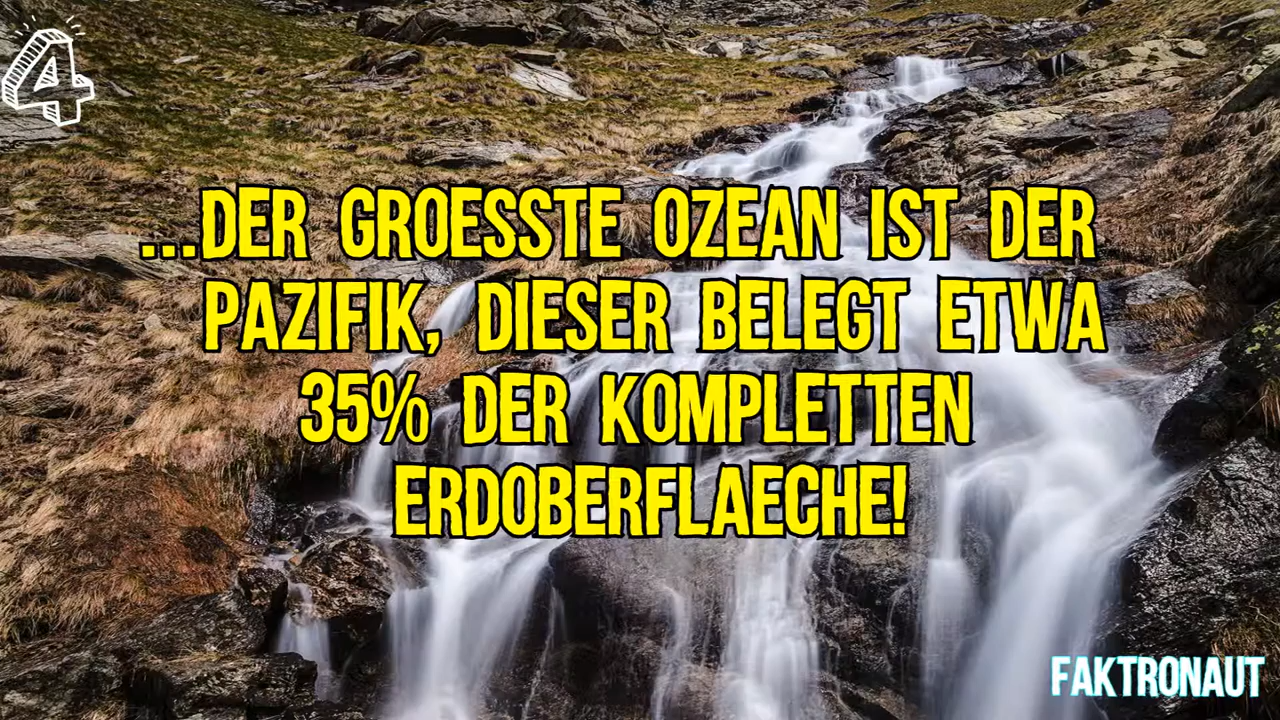 4
...DER GROESSTE OZEAN IST DER
PAZIFIK, DIESER BELEGT ETWA
35% DER KOMPLETTEN
ERDOBERFLAECHE!
FAKTRONAUT